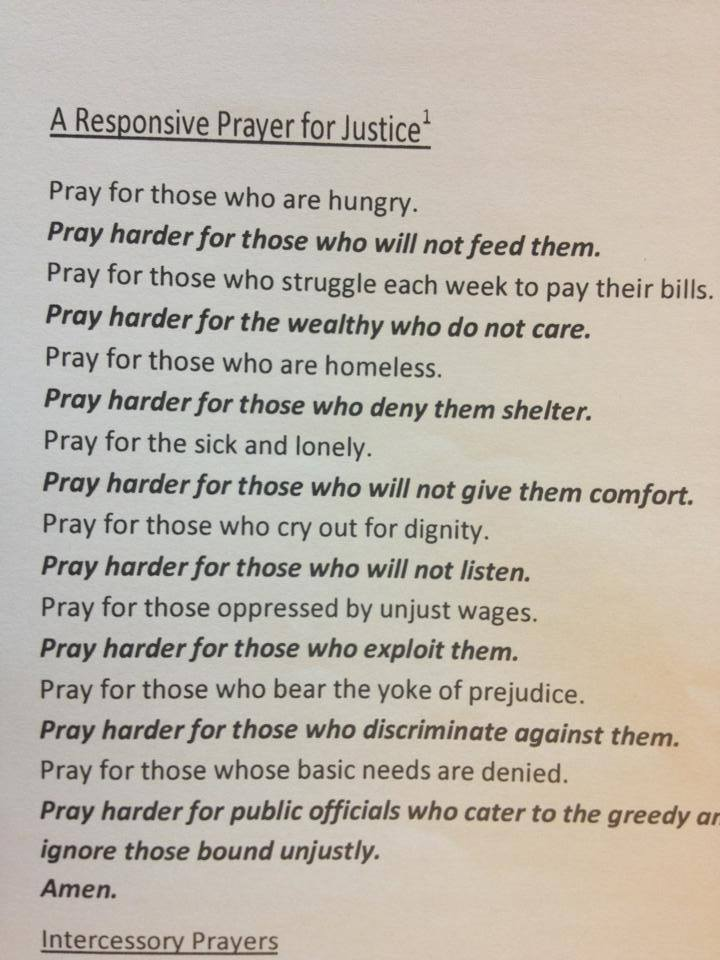 A Responsive Prayer for Justice¹
Pray for those who are hungry.
Pray harder for those who will not feed them.
Pray for those who struggle each week to pay their bills.
Pray harder for the wealthy who do not care.
Pray for those who are homeless.
Pray harder for those who deny them shelter.
Pray for the sick and lonely.
Pray harder for those who will not give them comfort.
Pray for those who cry out for dignity.
Pray harder for those who will not listen.
Pray for those oppressed by unjust wages.
Pray harder for those who exploit them.
Pray for those who bear the yoke of prejudice.
Pray harder for those who discriminate against them.
Pray for those whose basic needs are denied.
Pray harder for public officials who cater to the greedy
ignore those bound unjustly.
Amen.
Intercessory Prayers